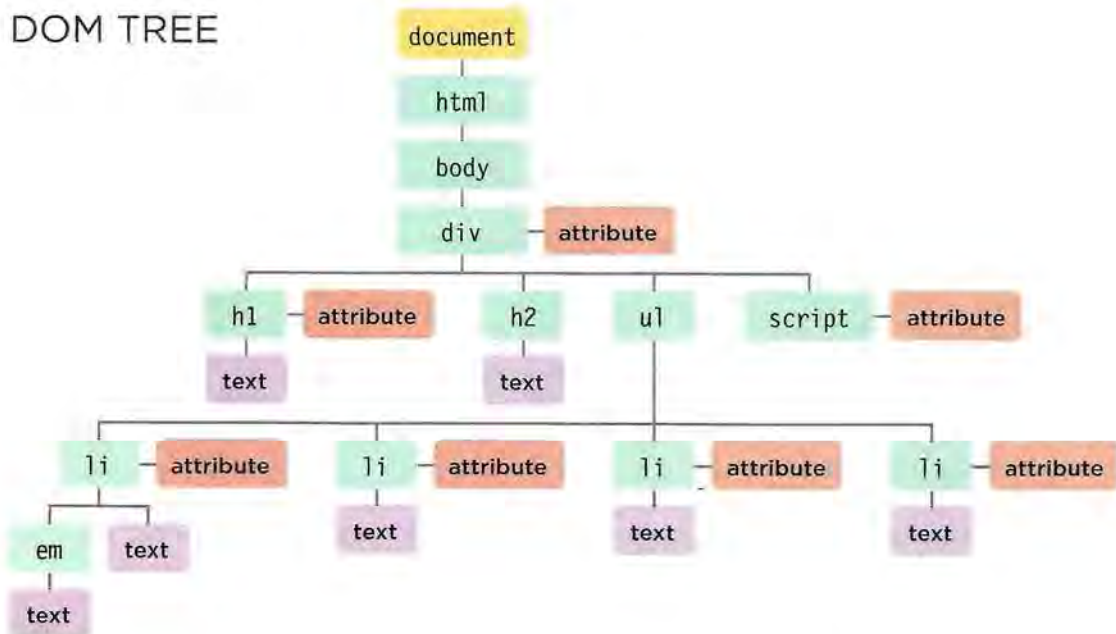 DOM TREE
document
html
body
div attribute
h1 attribute h2 ul script attribute
text text
li attribute li attribute li attribute li attribute
em text text text text
text